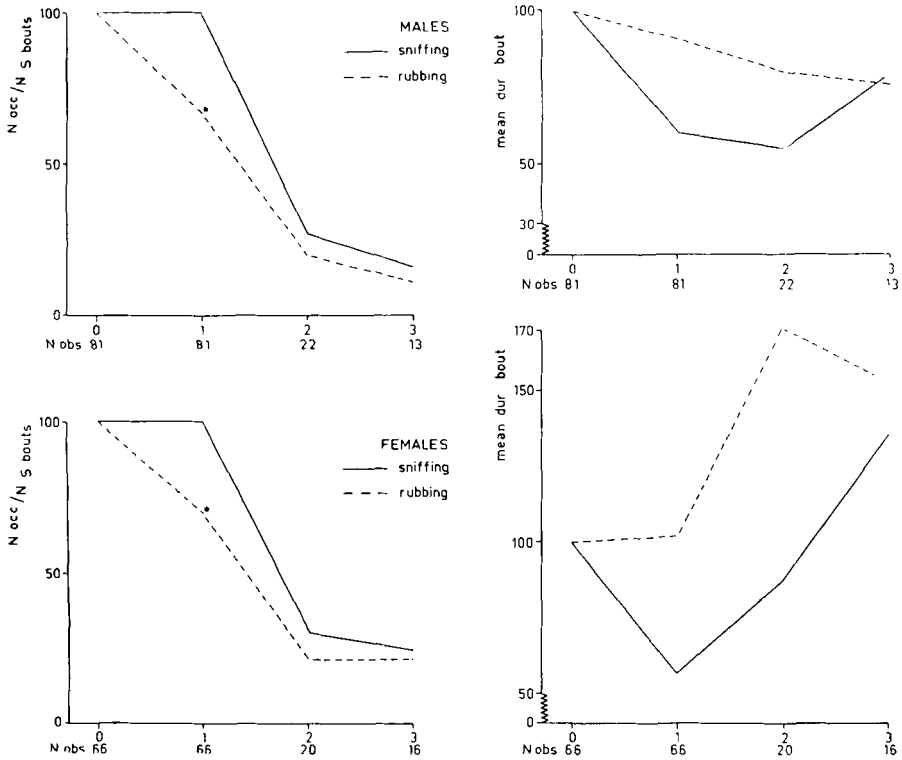 N acc/N S bouts
100
50
0
MALES
sniffing
rubbing
*
0 1 2 3
N obs 81 81 22 13
mean dur bout
100
50
30
0
0 1 2 3
N obs 81 81 22 13
N acc/N S bouts
100
50
0
FEMALES
sniffing
rubbing
*
0 1 2 3
N obs 66 66 20 16
mean dur bout
170
150
100
50
0
0 1 2 3
N obs 66 66 20 16